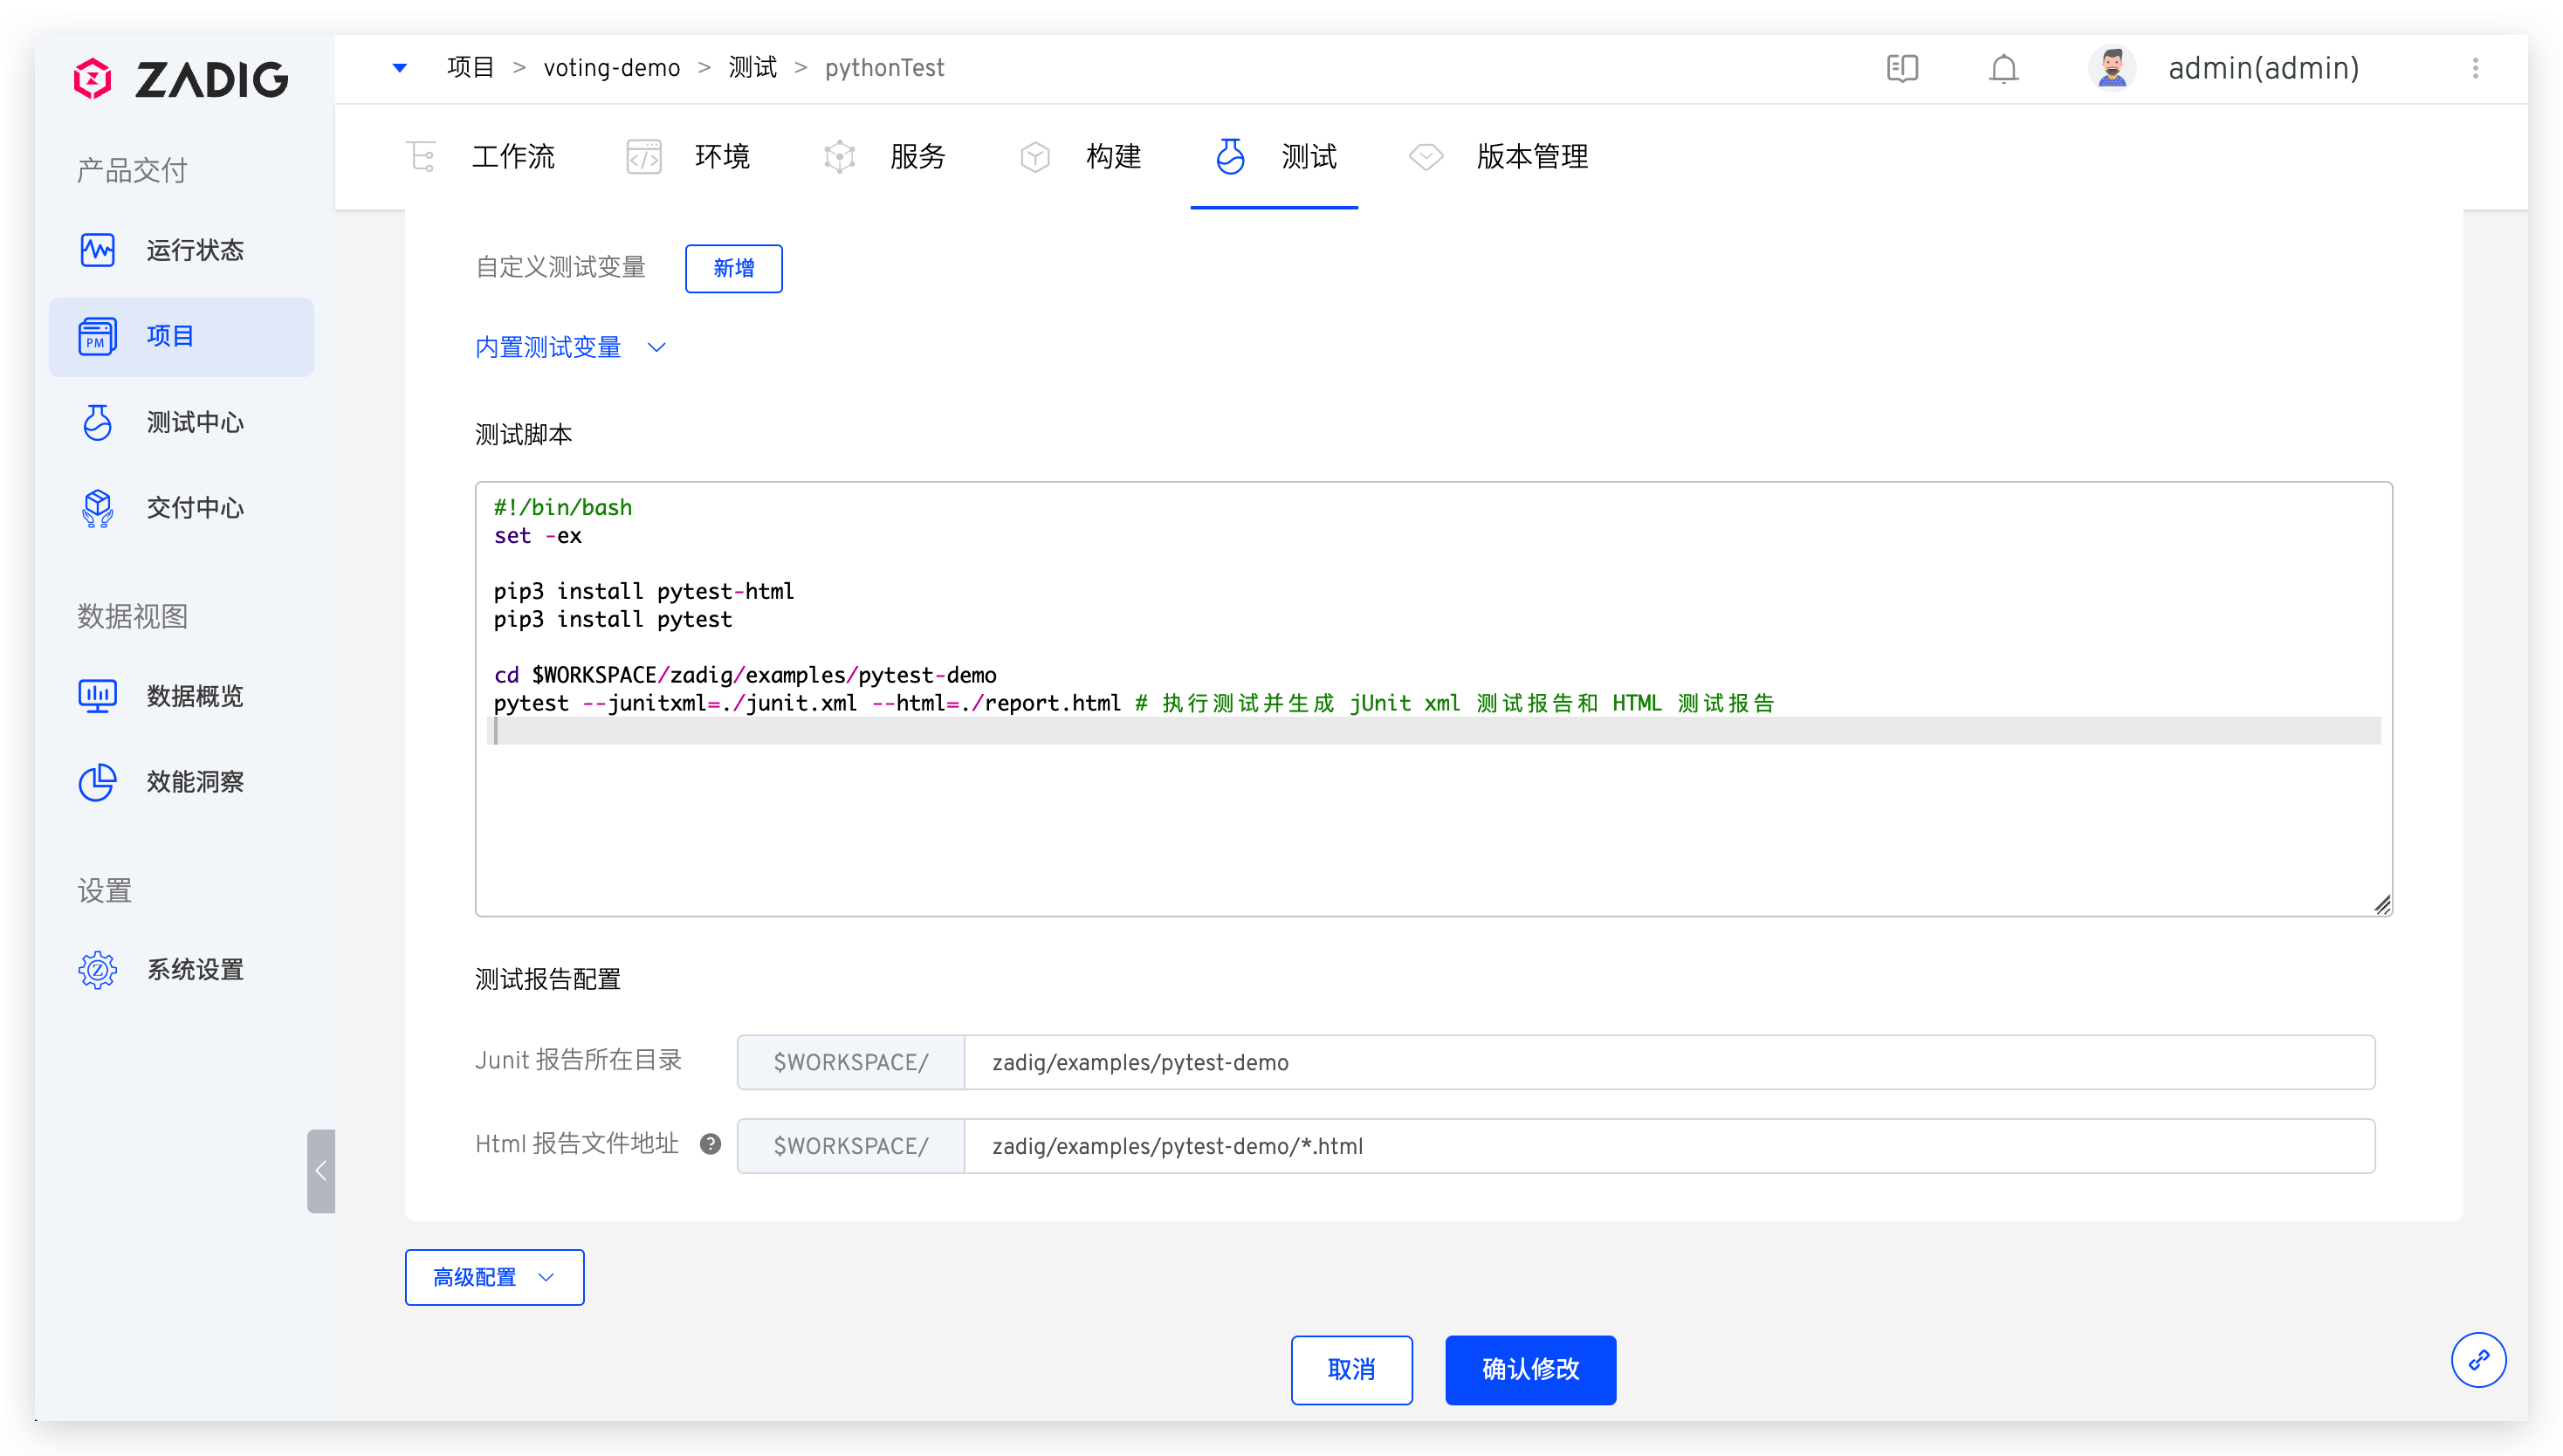 ZADIG
项目 > voting-demo > 测试 > pythonTest
admin(admin)
产品交付
运行状态
PM
项目
测试中心
交付中心
数据视图
数据概览
效能洞察
设置
系统设置
工作流
环境
服务
构建
测试
版本管理
自定义测试变量 新增
内置测试变量
测试脚本
#!/bin/bash
set -ex
pip3 install pytest-html
pip3 install pytest
cd $WORKSPACE/zadig/examples/pytest-demo
pytest --junitxml=./junit.xml --html=./report.html # 执行测试并生成 jUnit xml 测试报告和 HTML 测试报告
测试报告配置
Junit 报告所在目录 $WORKSPACE/ zadig/examples/pytest-demo
Html 报告文件地址 ? $WORKSPACE/ zadig/examples/pytest-demo/*.html
高级配置
取消 确认修改